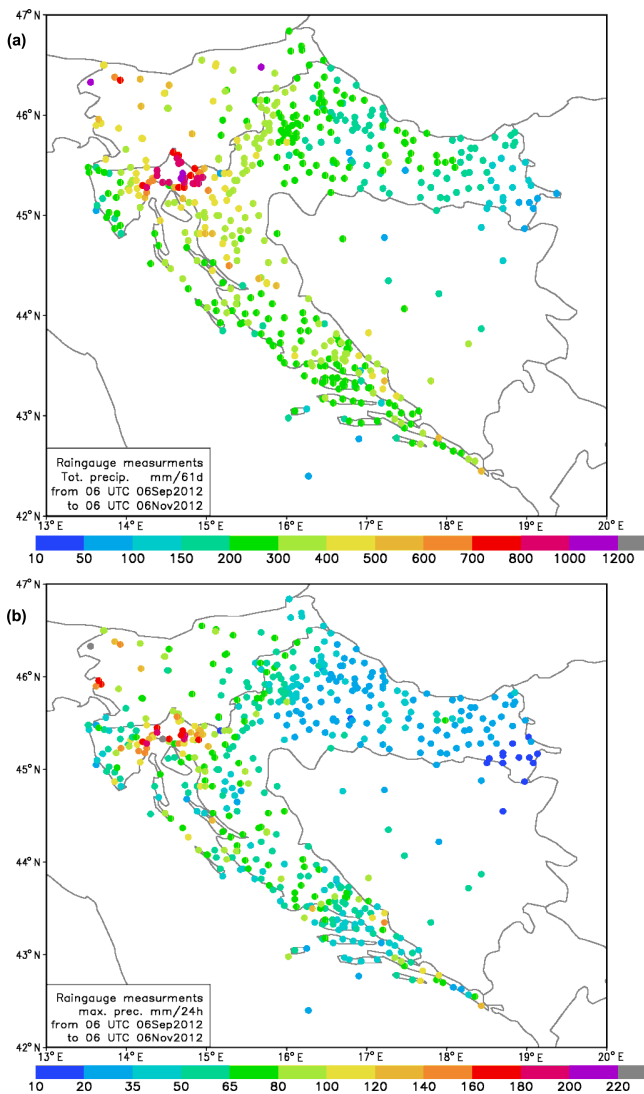 (a)
47°N
46°N
45°N
44°N
43°N
42°N
Raingauge measurments
Tot. precip. mm/61d
from 06 UTC 06Sep2012
to 06 UTC 06Nov2012
13°E 14°E 15°E 16°E 17°E 18°E 19°E 20°E
10 50 100 150 200 300 400 500 600 700 800 1000 1200
(b)
47°N
46°N
45°N
44°N
43°N
42°N
Raingauge measurments
max. prec. mm/24h
from 06 UTC 06Sep2012
to 06 UTC 06Nov2012
13°E 14°E 15°E 16°E 17°E 18°E 19°E 20°E
10 20 35 50 65 80 100 120 140 160 180 200 220